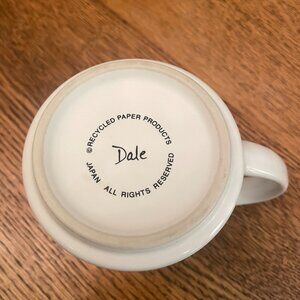 ©RECYCLED PAPER PRODUCTS
Dale
JAPAN ALL RIGHTS RESERVED